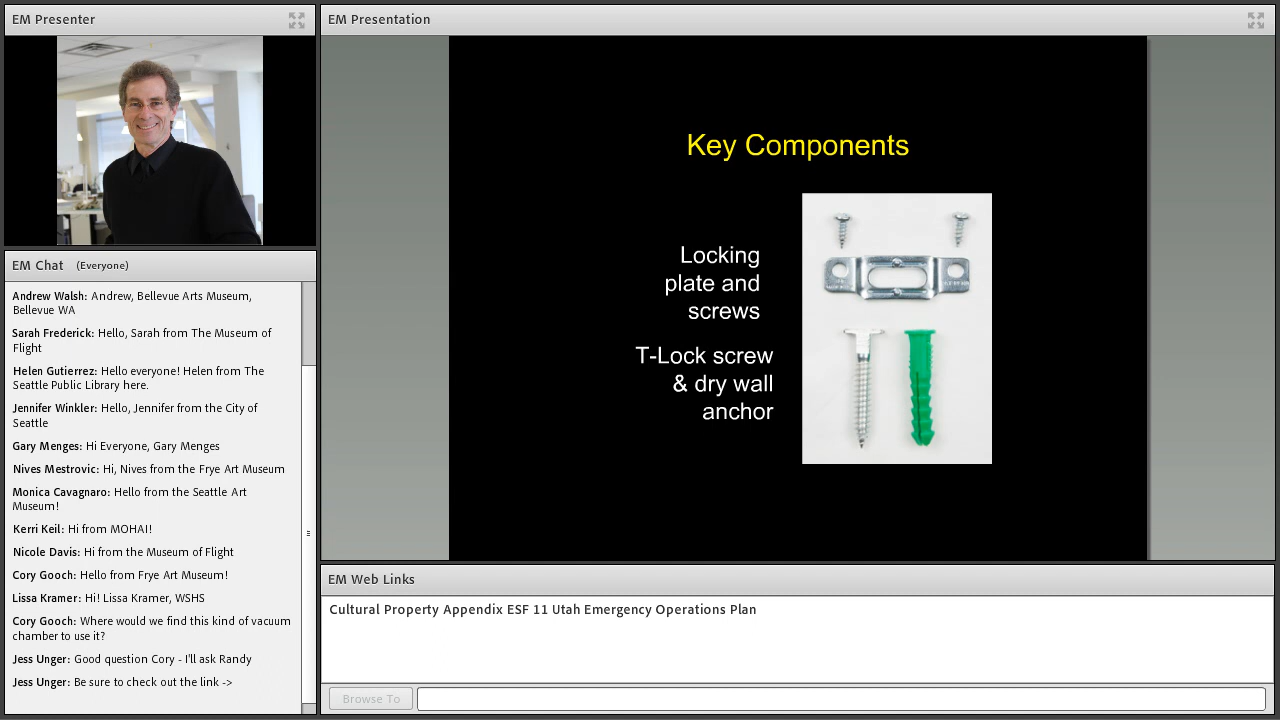 EM Presenter
EM Chat (Everyone)
Andrew Walsh: Andrew, Bellevue Arts Museum,
Bellevue WA
Sarah Frederick: Hello, Sarah from The Museum of
Flight
Helen Gutierrez: Hello everyone! Helen from The
Seattle Public Library here.
Jennifer Winkler: Hello, Jennifer from the City of
Seattle
Gary Menges: Hi Everyone, Gary Menges
Nives Mestrovic: Hi, Nives from the Frye Art Museum
Monica Cavagnaro: Hello from the Seattle Art
Museum!
Kerri Keil: Hi from MOHAI!
Nicole Davis: Hi from the Museum of Flight
Cory Gooch: Hello from Frye Art Museum!
Lissa Kramer: Hi! Lissa Kramer, WSHS
Cory Gooch: Where would we find this kind of vacuum
chamber to use it?
Jess Unger: Good question Cory - I'll ask Randy
Jess Unger: Be sure to check out the link ->
EM Presentation
Key Components
Locking
plate and
screws
T-Lock screw
& dry wall
anchor
EM Web Links
Cultural Property Appendix ESF 11 Utah Emergency Operations Plan
Browse To